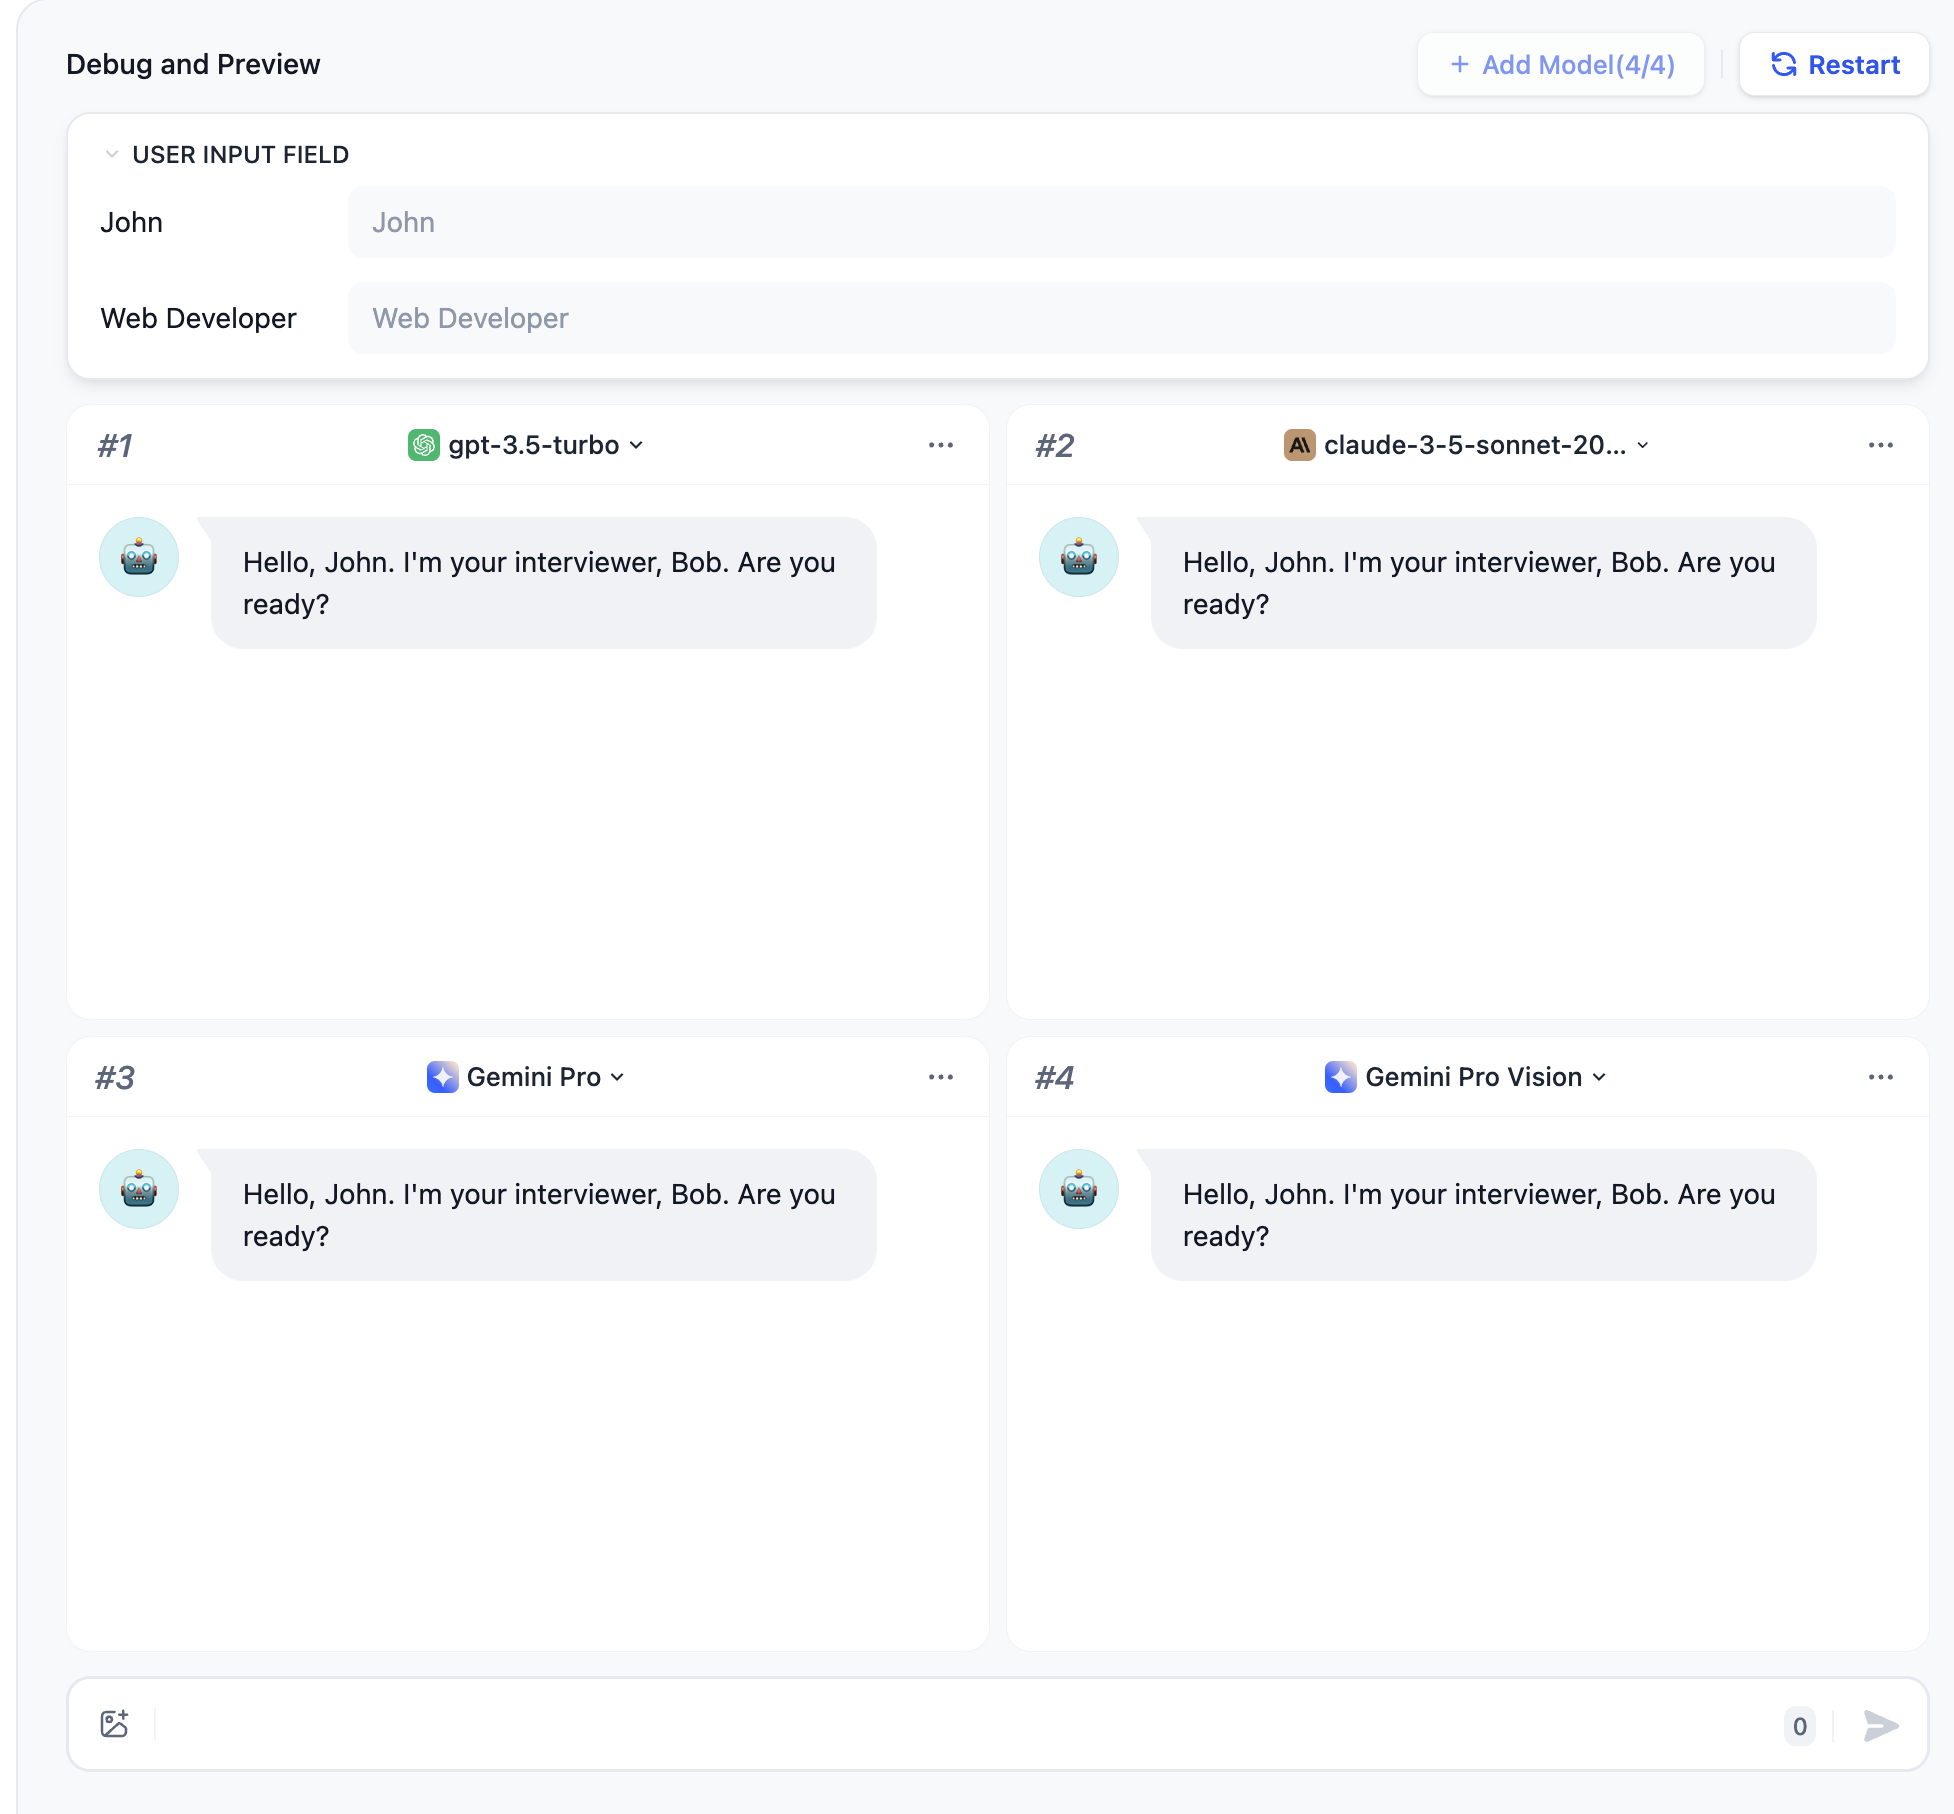 Debug and Preview
+ Add Model(4/4)
Restart
USER INPUT FIELD
John
John
Web Developer
Web Developer
#1
gpt-3.5-turbo
#2
claude-3-5-sonnet-20...
Hello, John. I'm your interviewer, Bob. Are you
ready?
Hello, John. I'm your interviewer, Bob. Are you
ready?
#3
Gemini Pro
#4
Gemini Pro Vision
Hello, John. I'm your interviewer, Bob. Are you
ready?
Hello, John. I'm your interviewer, Bob. Are you
ready?
0